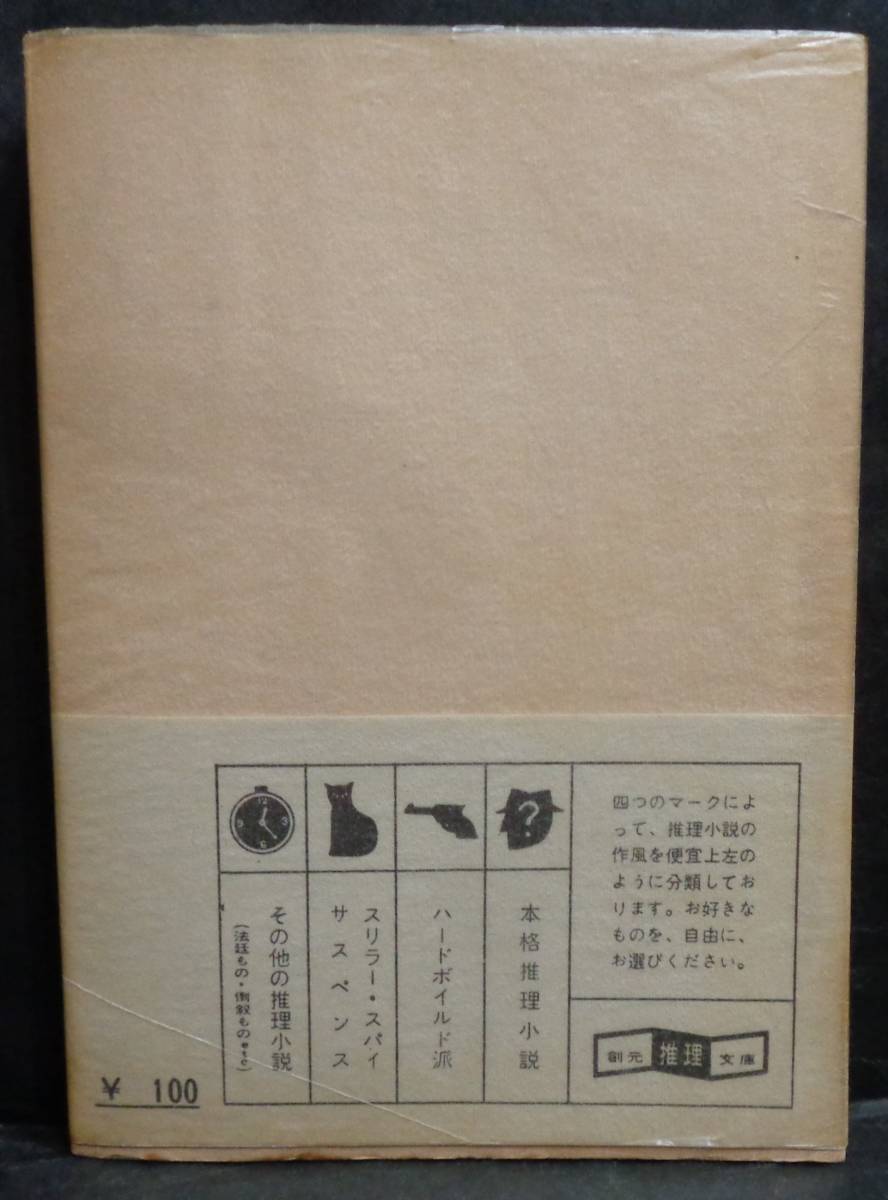 四つのマークによ
って、推理小説の
作風を便宜上左の
ように分類してお
ります。お好きな
ものを、自由に、
お選びください。
創元 推理 文庫
?
本格推理小説
ハードボイルド派
スリラー・スパイ
サスペンス
12
3
6
9
その他の推理小説
(法廷もの・倒叙ものetc)
¥ 100